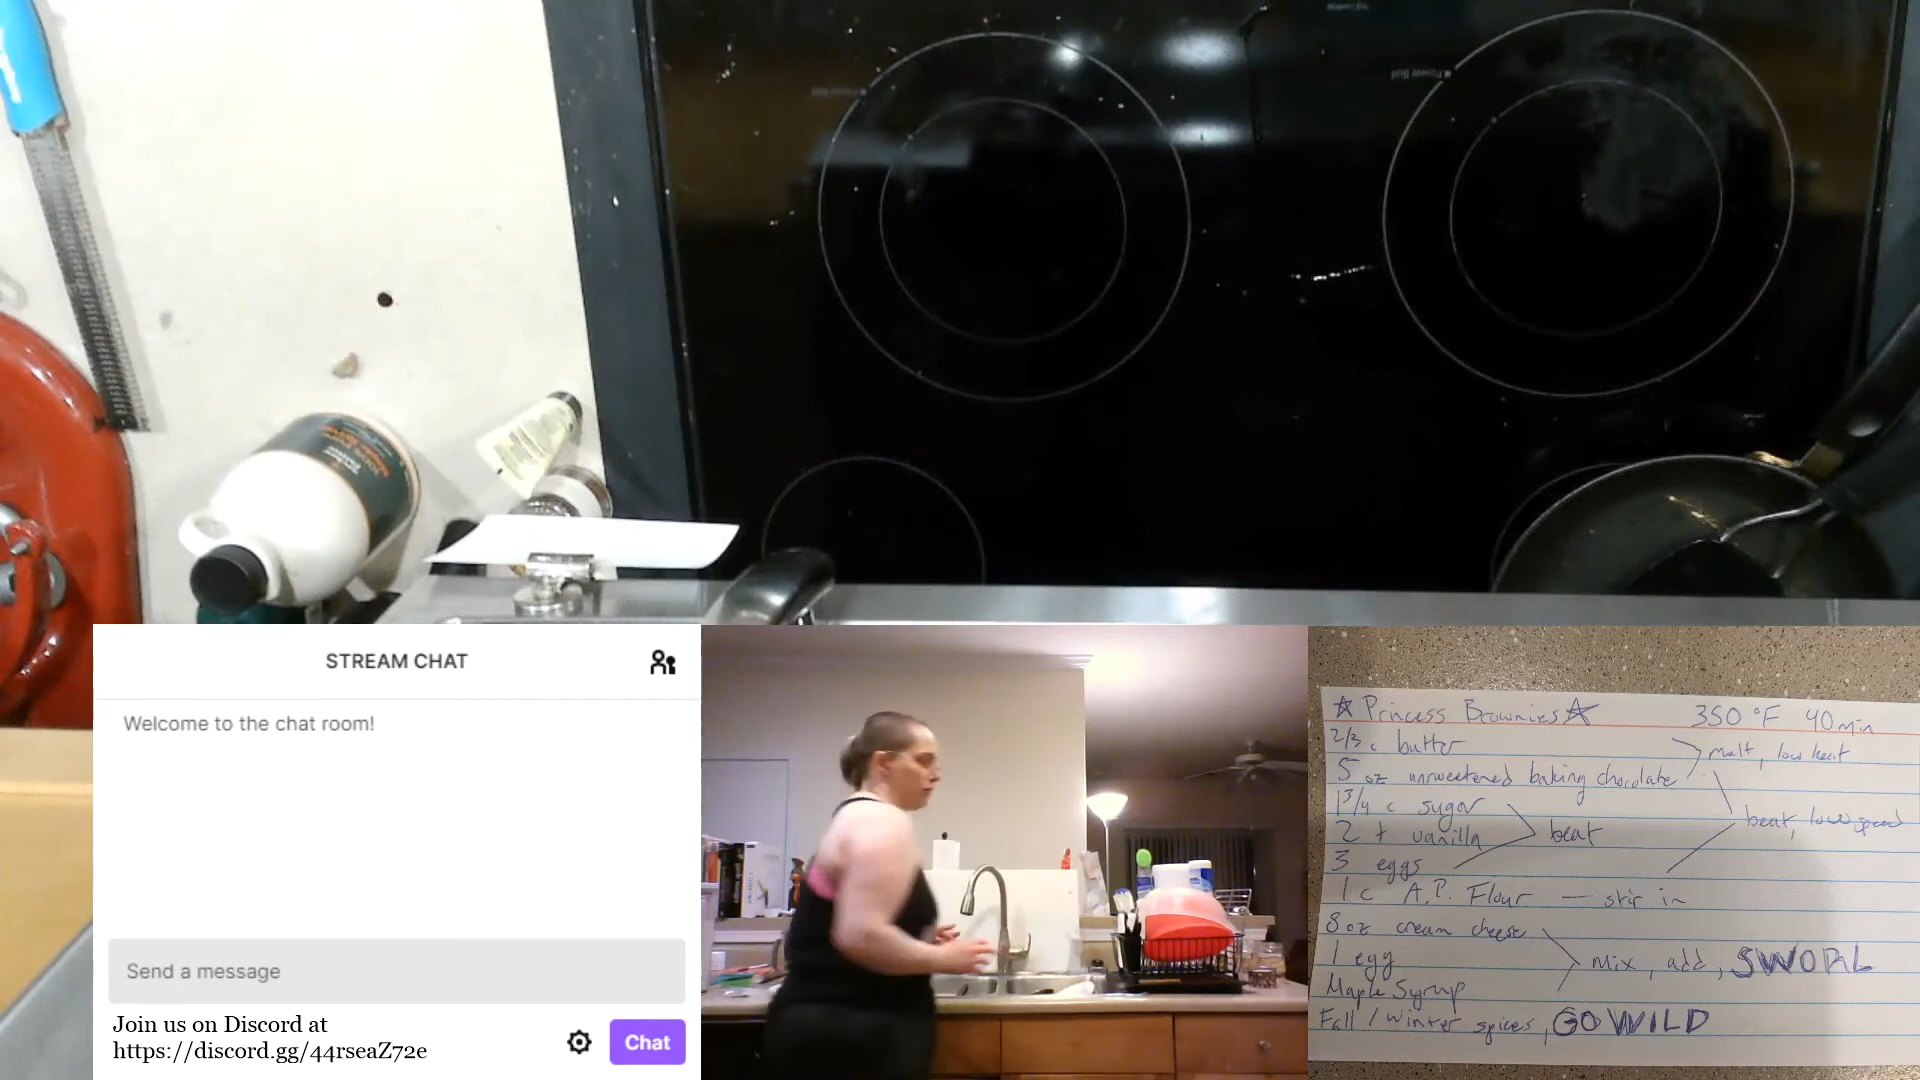 STREAM CHAT
Welcome to the chat room!
Send a message
Join us on Discord at
https://discord.gg/44rseaZ72e
Chat
☆ Princess Brownies ☆ 350 °F 40 min
2/3 c butter
melt, low heat
5 oz unsweetened baking chocolate
1 3/4 c sugar
beat, low speed
2 t vanilla
beat
3 eggs
1 c A.P. Flour — stir in
8 oz cream cheese
1 egg
mix, add, SWORL
Maple Syrup
Fall / Winter spices, GO WILD